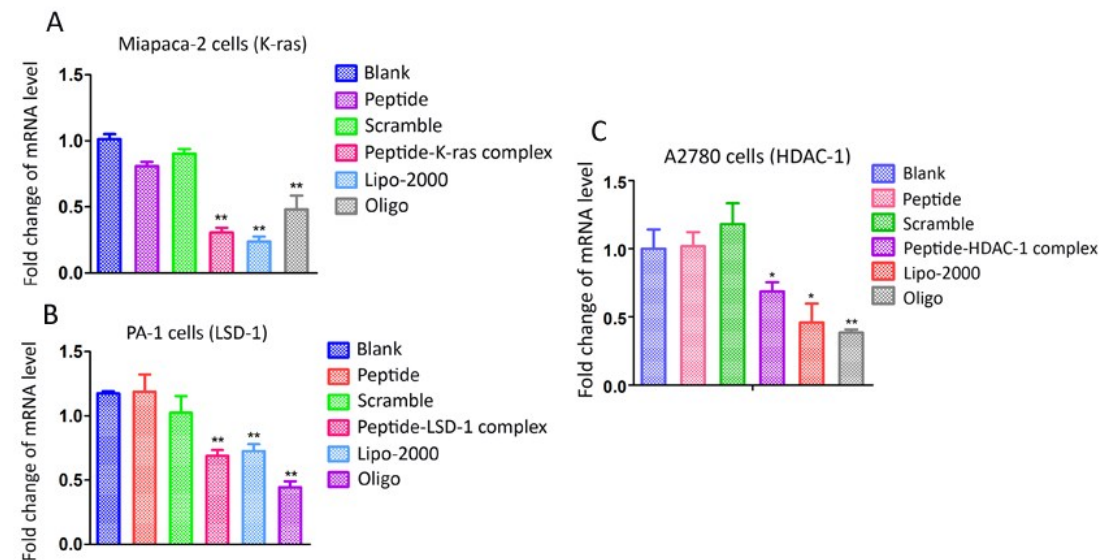 A
Miapaca-2 cells (K-ras)
Fold change of mRNA level
1.5
1.0
0.5
0.0
**
**
**
Blank
Peptide
Scramble
Peptide-K-ras complex
Lipo-2000
Oligo
B
PA-1 cells (LSD-1)
Fold change of mRNA level
1.5
1.0
0.5
0.0
**
**
**
Blank
Peptide
Scramble
Peptide-LSD-1 complex
Lipo-2000
Oligo
C
A2780 cells (HDAC-1)
Fold change of mRNA level
1.5
1.0
0.5
0.0
*
*
**
Blank
Peptide
Scramble
Peptide-HDAC-1 complex
Lipo-2000
Oligo